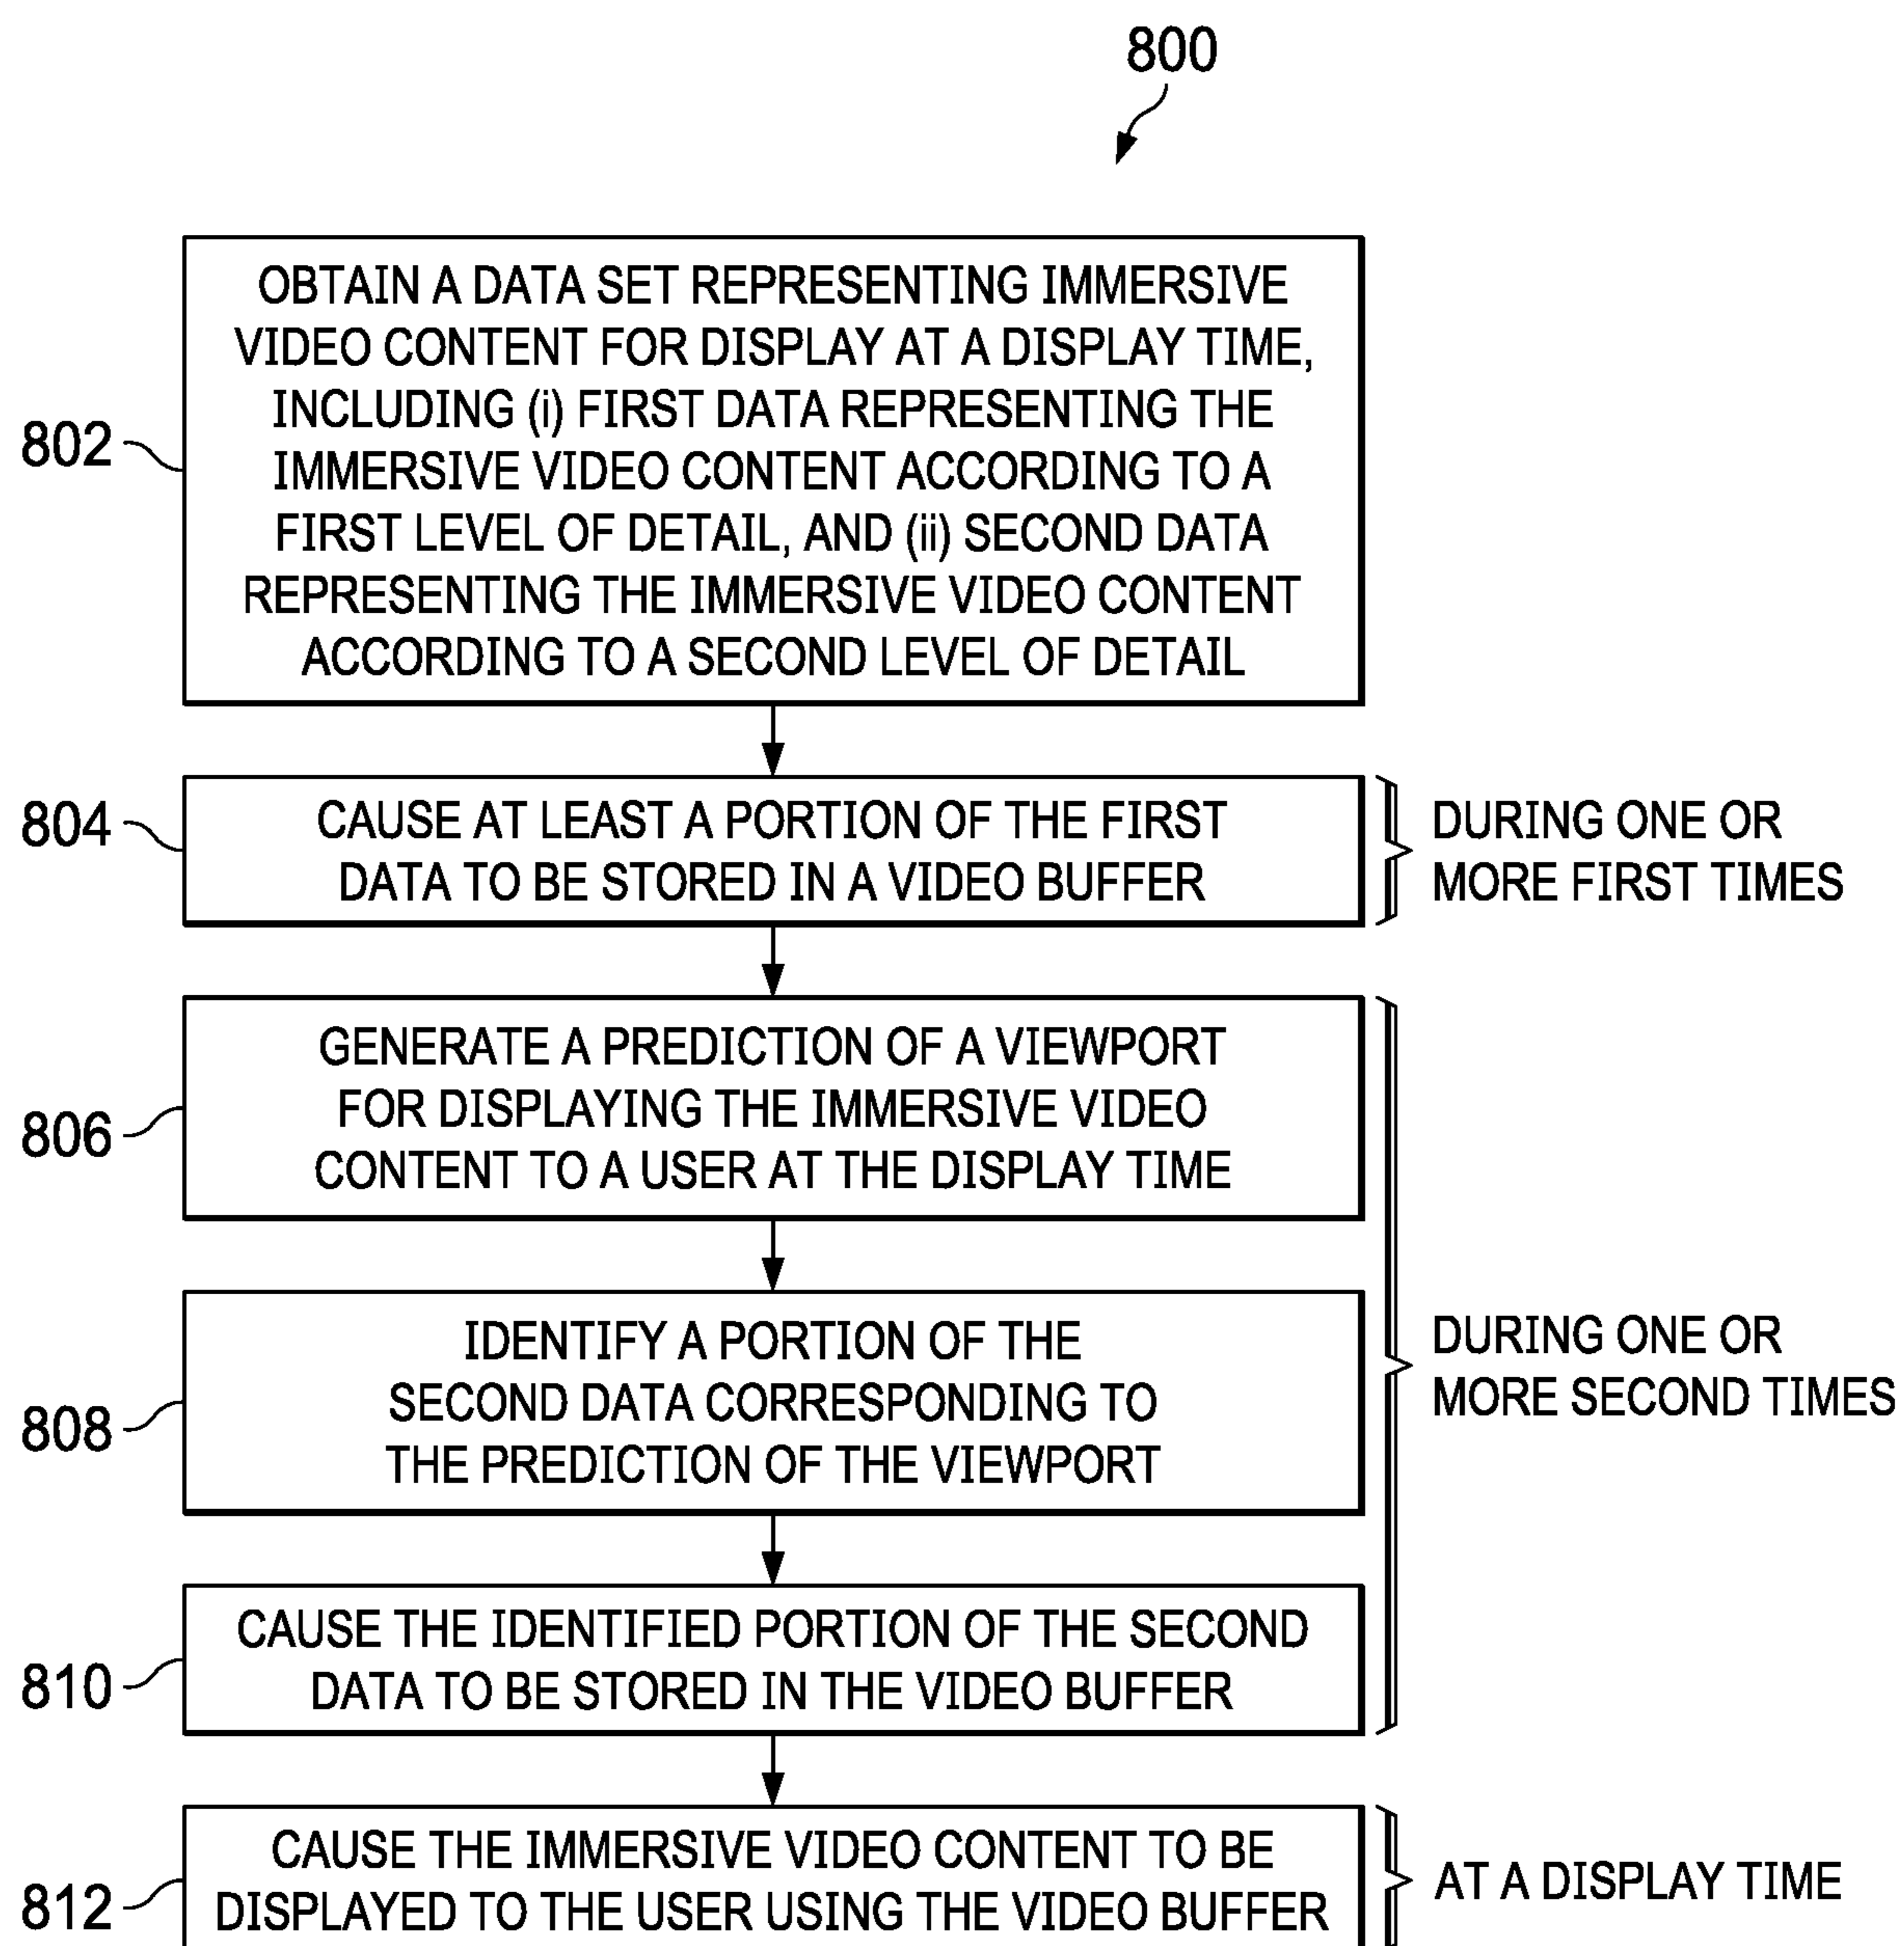 800
802
OBTAIN A DATA SET REPRESENTING IMMERSIVE
VIDEO CONTENT FOR DISPLAY AT A DISPLAY TIME,
INCLUDING (i) FIRST DATA REPRESENTING THE
IMMERSIVE VIDEO CONTENT ACCORDING TO A
FIRST LEVEL OF DETAIL, AND (ii) SECOND DATA
REPRESENTING THE IMMERSIVE VIDEO CONTENT
ACCORDING TO A SECOND LEVEL OF DETAIL
804
CAUSE AT LEAST A PORTION OF THE FIRST
DATA TO BE STORED IN A VIDEO BUFFER
DURING ONE OR
MORE FIRST TIMES
806
GENERATE A PREDICTION OF A VIEWPORT
FOR DISPLAYING THE IMMERSIVE VIDEO
CONTENT TO A USER AT THE DISPLAY TIME
808
IDENTIFY A PORTION OF THE
SECOND DATA CORRESPONDING TO
THE PREDICTION OF THE VIEWPORT
DURING ONE OR
MORE SECOND TIMES
810
CAUSE THE IDENTIFIED PORTION OF THE SECOND
DATA TO BE STORED IN THE VIDEO BUFFER
812
CAUSE THE IMMERSIVE VIDEO CONTENT TO BE
DISPLAYED TO THE USER USING THE VIDEO BUFFER
AT A DISPLAY TIME